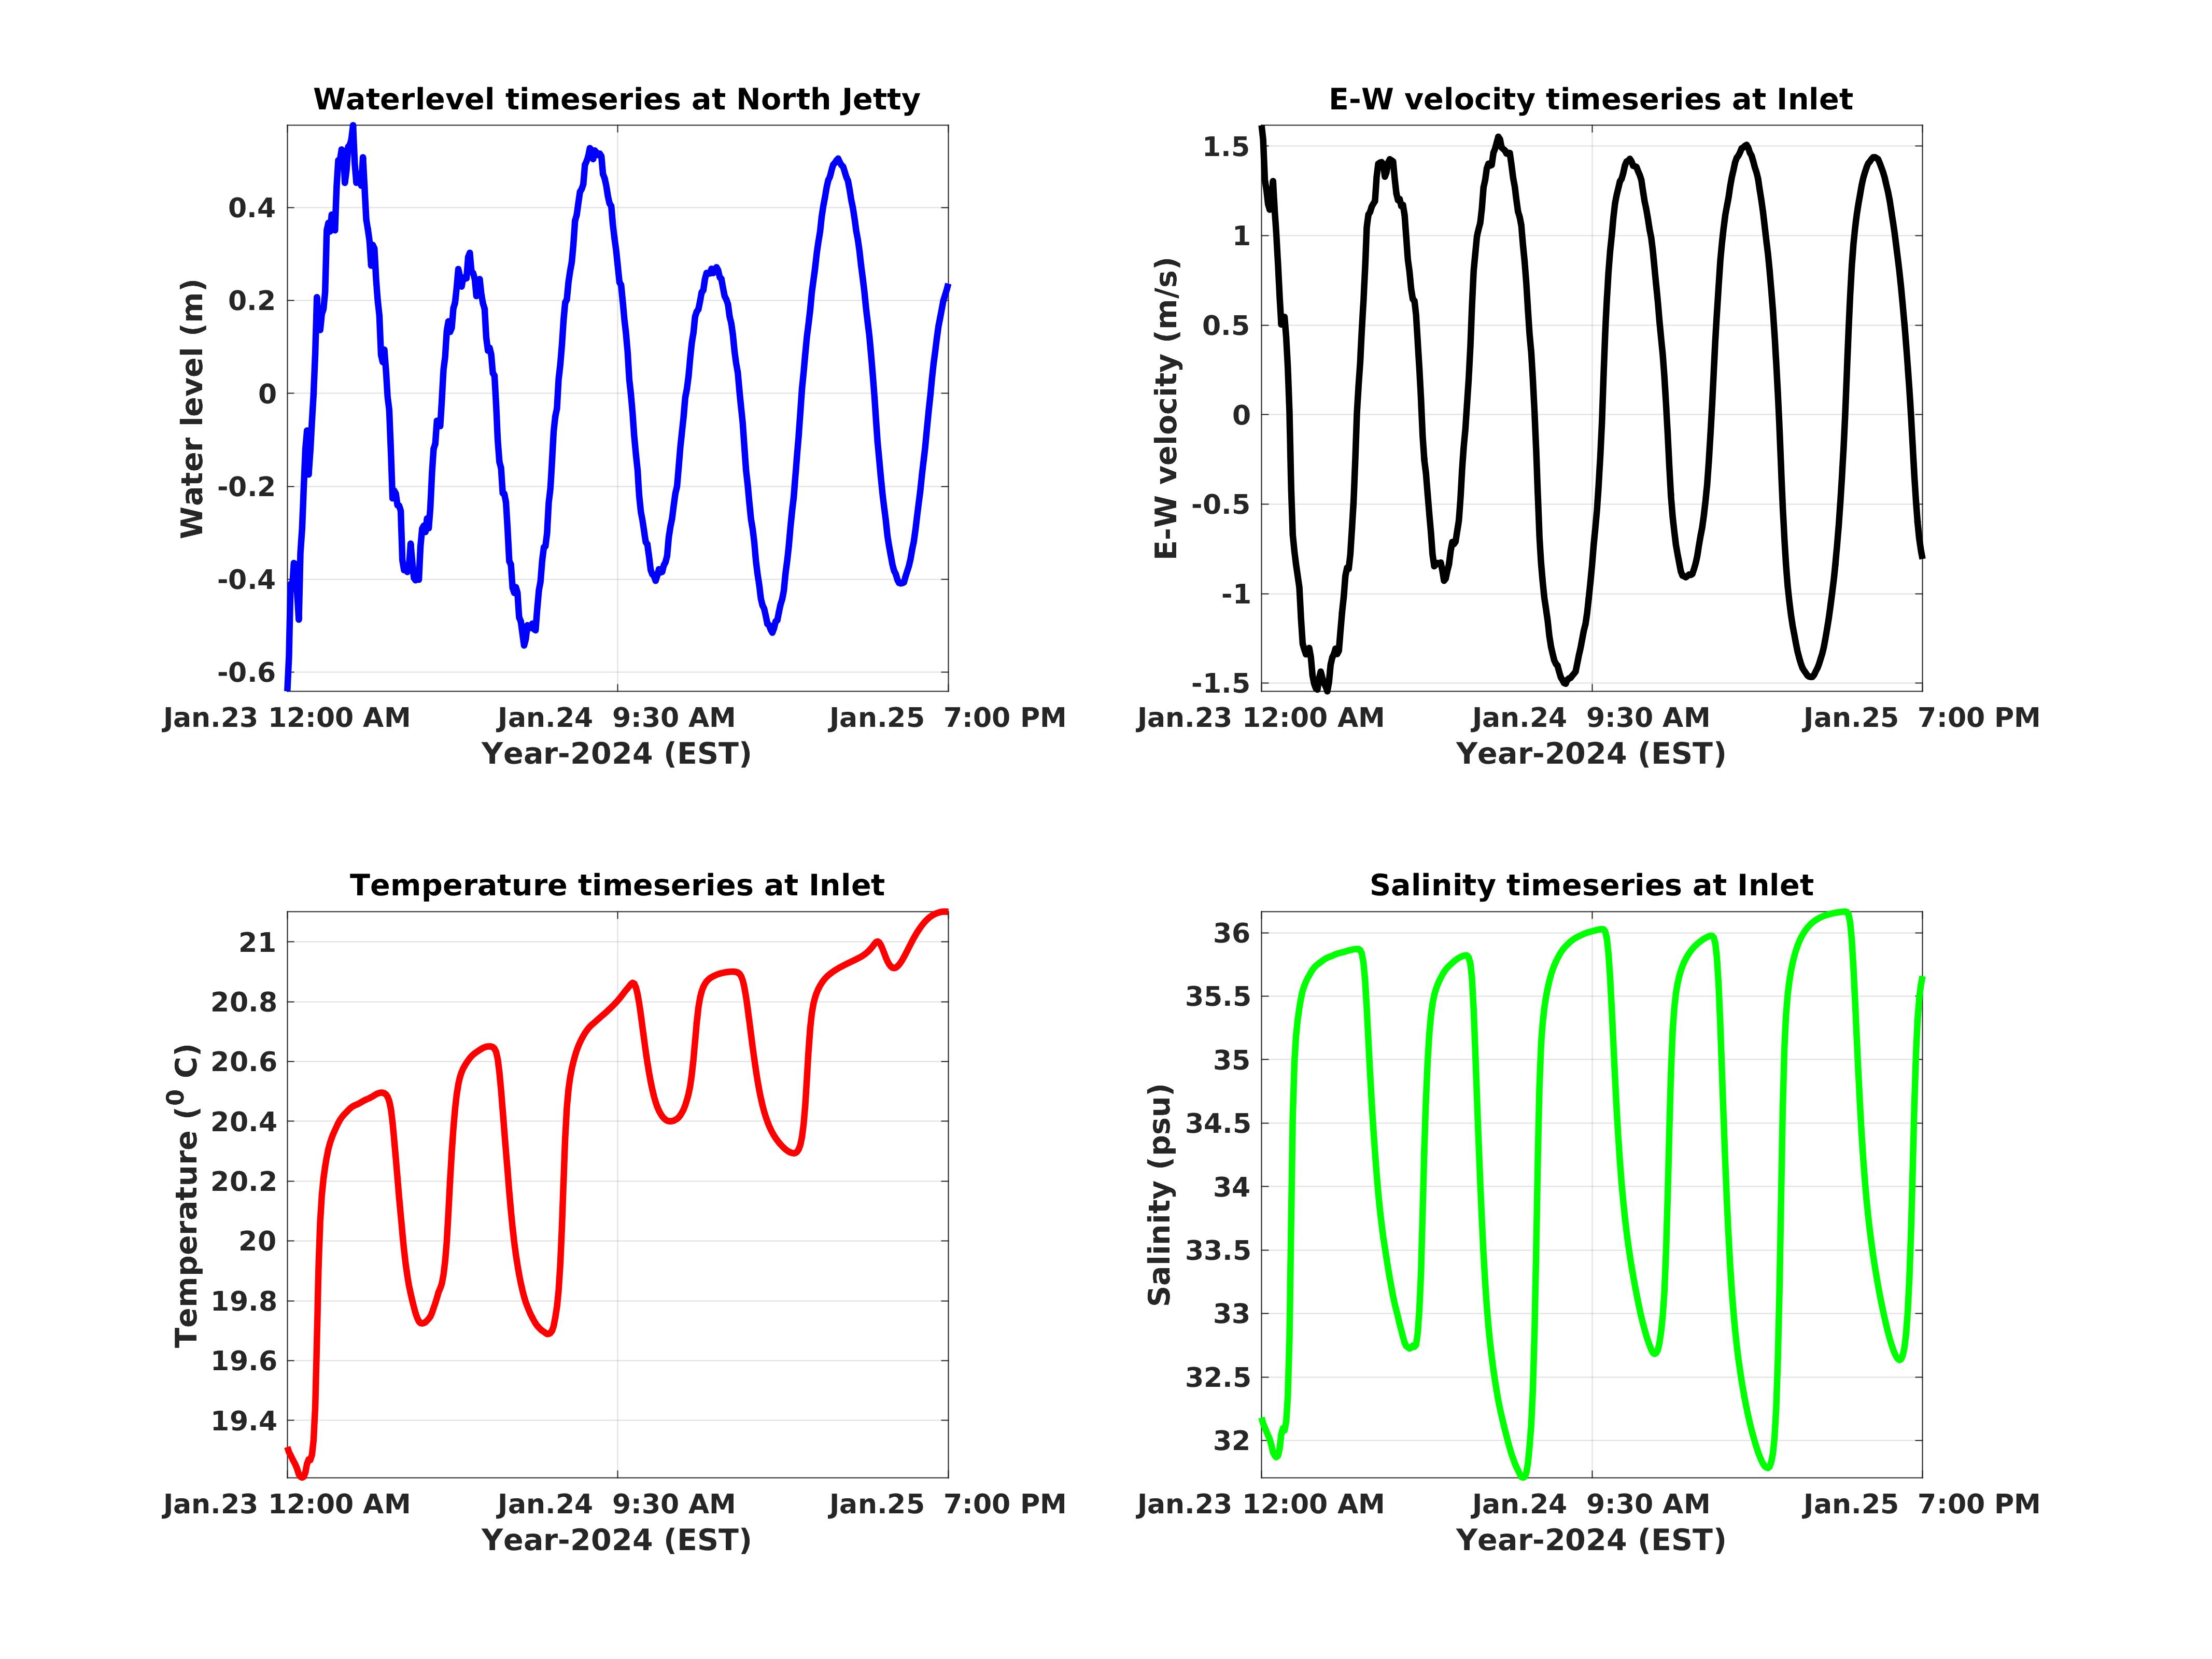 Waterlevel timeseries at North Jetty
Water level (m)
0.4
0.2
0
-0.2
-0.4
-0.6
Jan.23 12:00 AM Jan.24 9:30 AM Jan.25 7:00 PM
Year-2024 (EST)
E-W velocity timeseries at Inlet
E-W velocity (m/s)
1.5
1
0.5
0
-0.5
-1
-1.5
Jan.23 12:00 AM Jan.24 9:30 AM Jan.25 7:00 PM
Year-2024 (EST)
Temperature timeseries at Inlet
Temperature (⁰ C)
21
20.8
20.6
20.4
20.2
20
19.8
19.6
19.4
Jan.23 12:00 AM Jan.24 9:30 AM Jan.25 7:00 PM
Year-2024 (EST)
Salinity timeseries at Inlet
Salinity (psu)
36
35.5
35
34.5
34
33.5
33
32.5
32
Jan.23 12:00 AM Jan.24 9:30 AM Jan.25 7:00 PM
Year-2024 (EST)